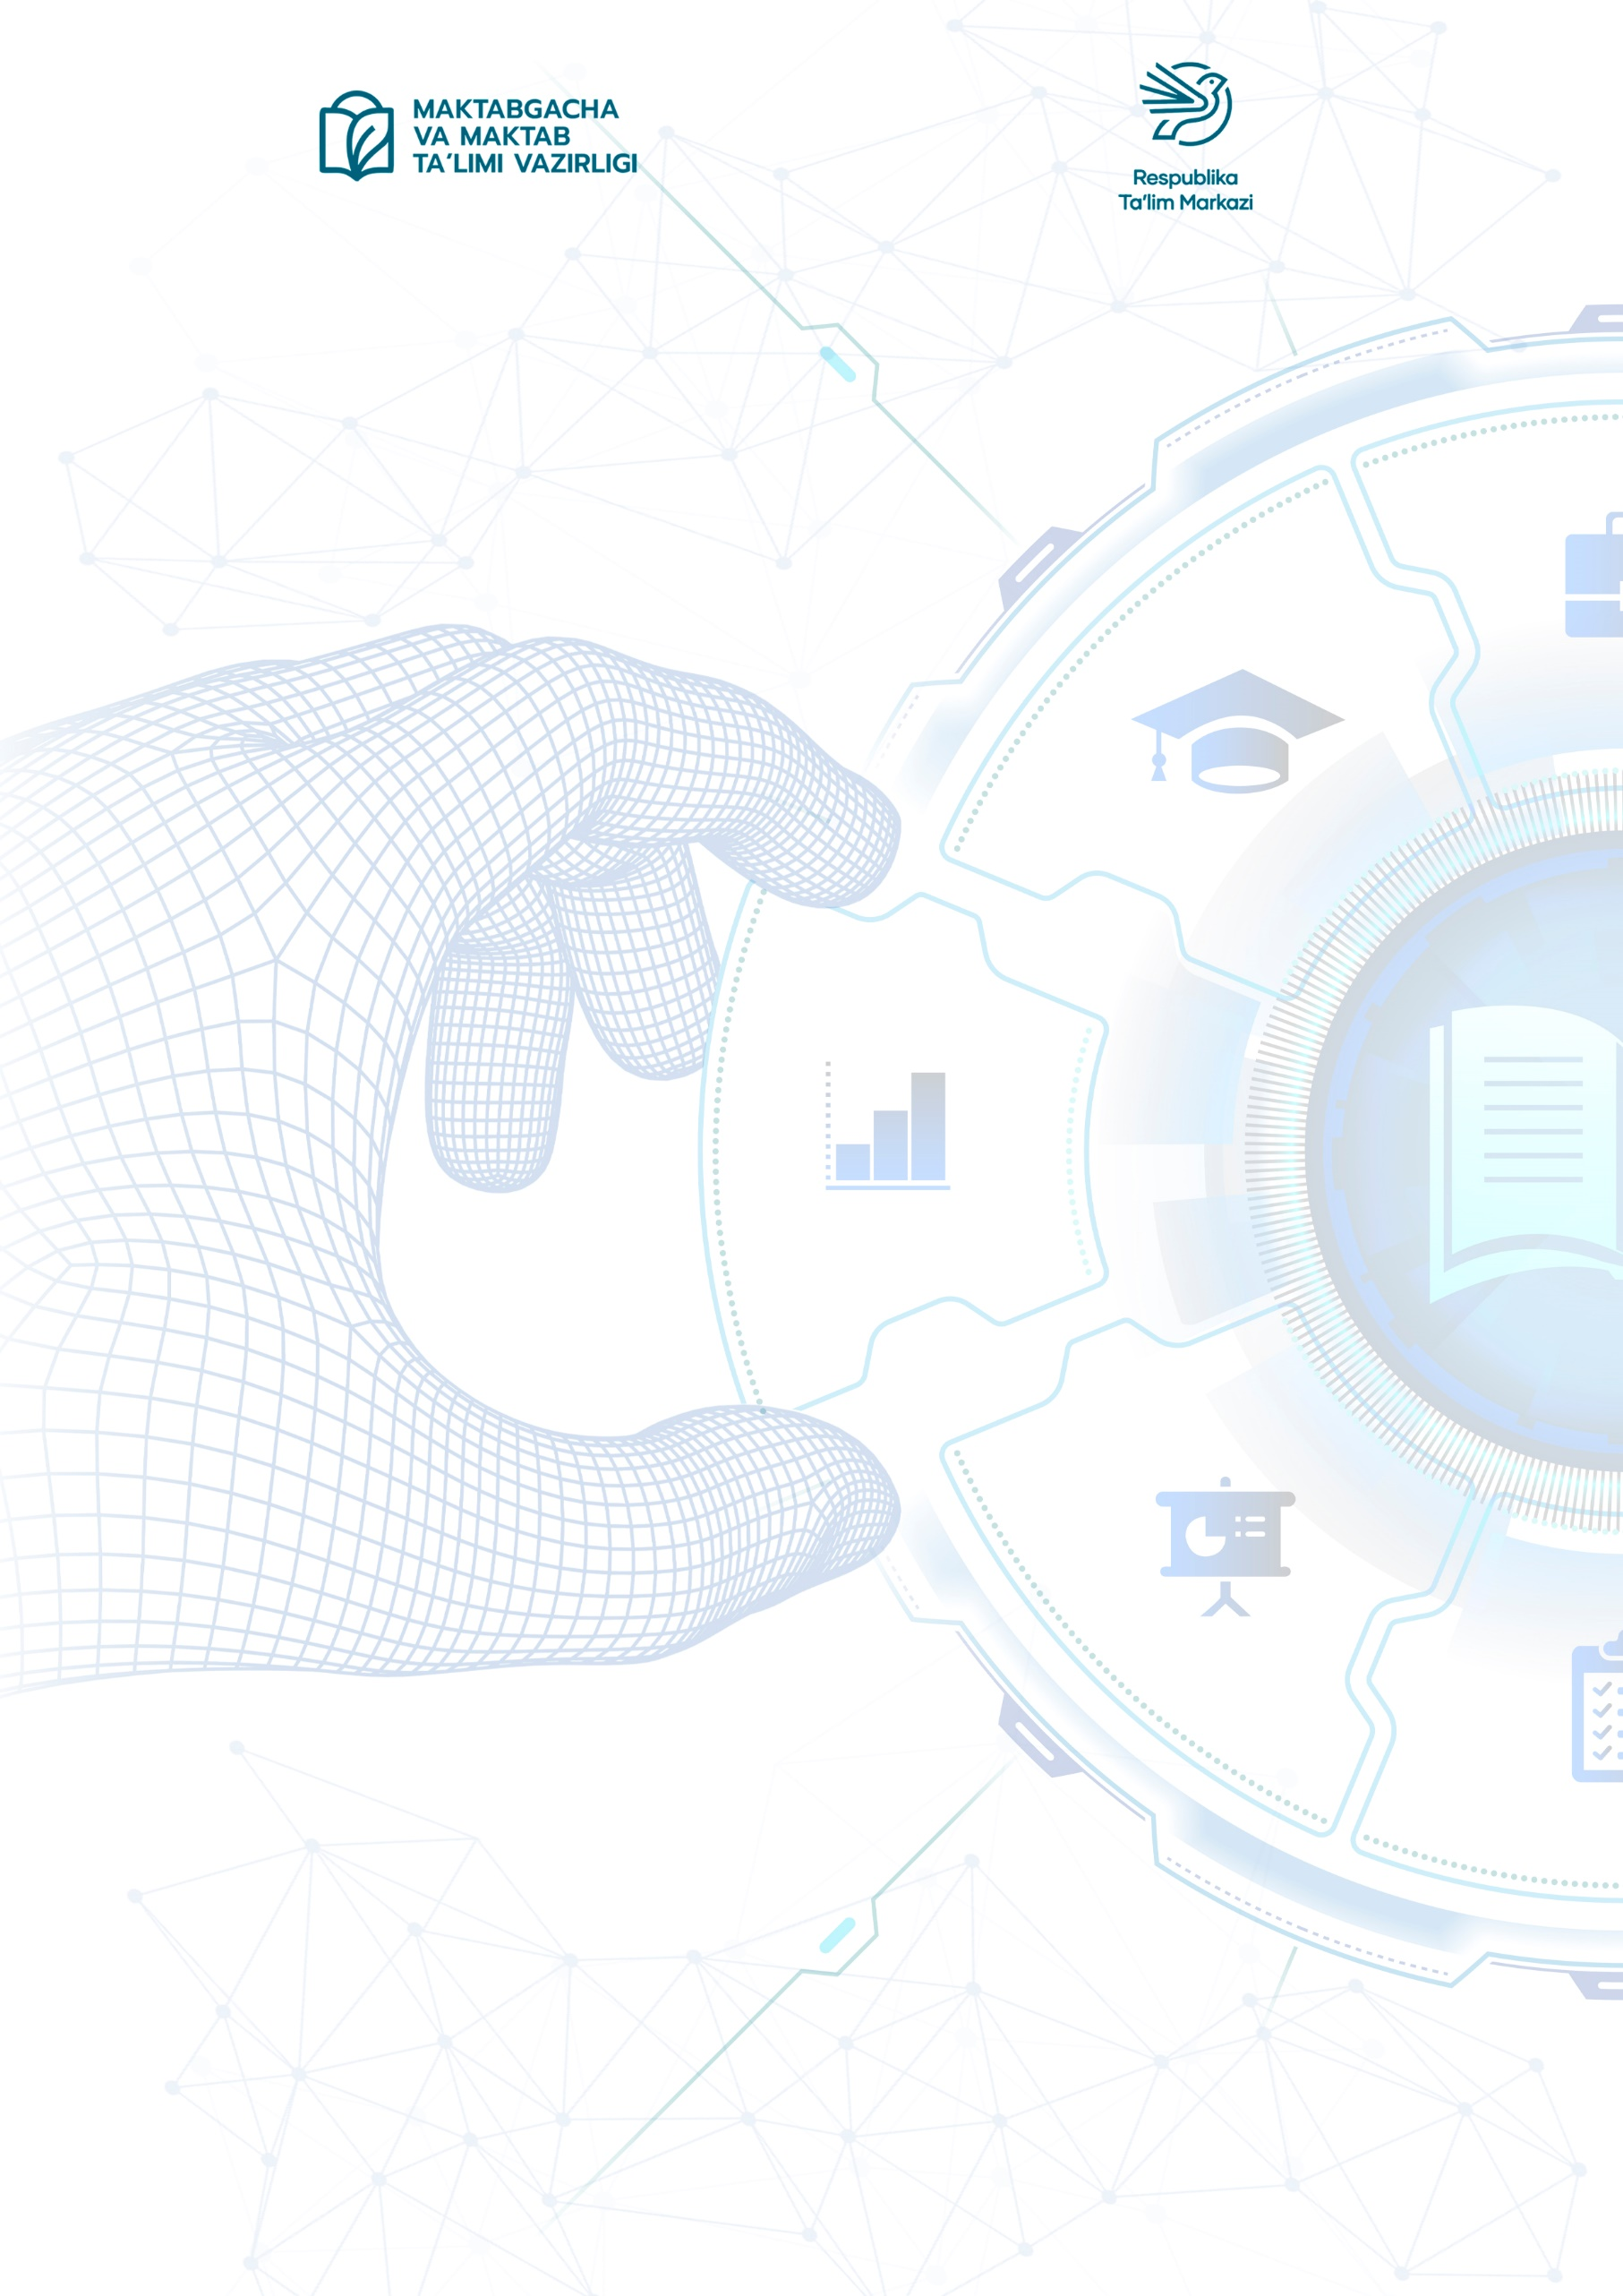 MAKTABGACHA
VA MAKTAB
TA'LIMI VAZIRLIGI
Respublika
Ta'lim Markazi